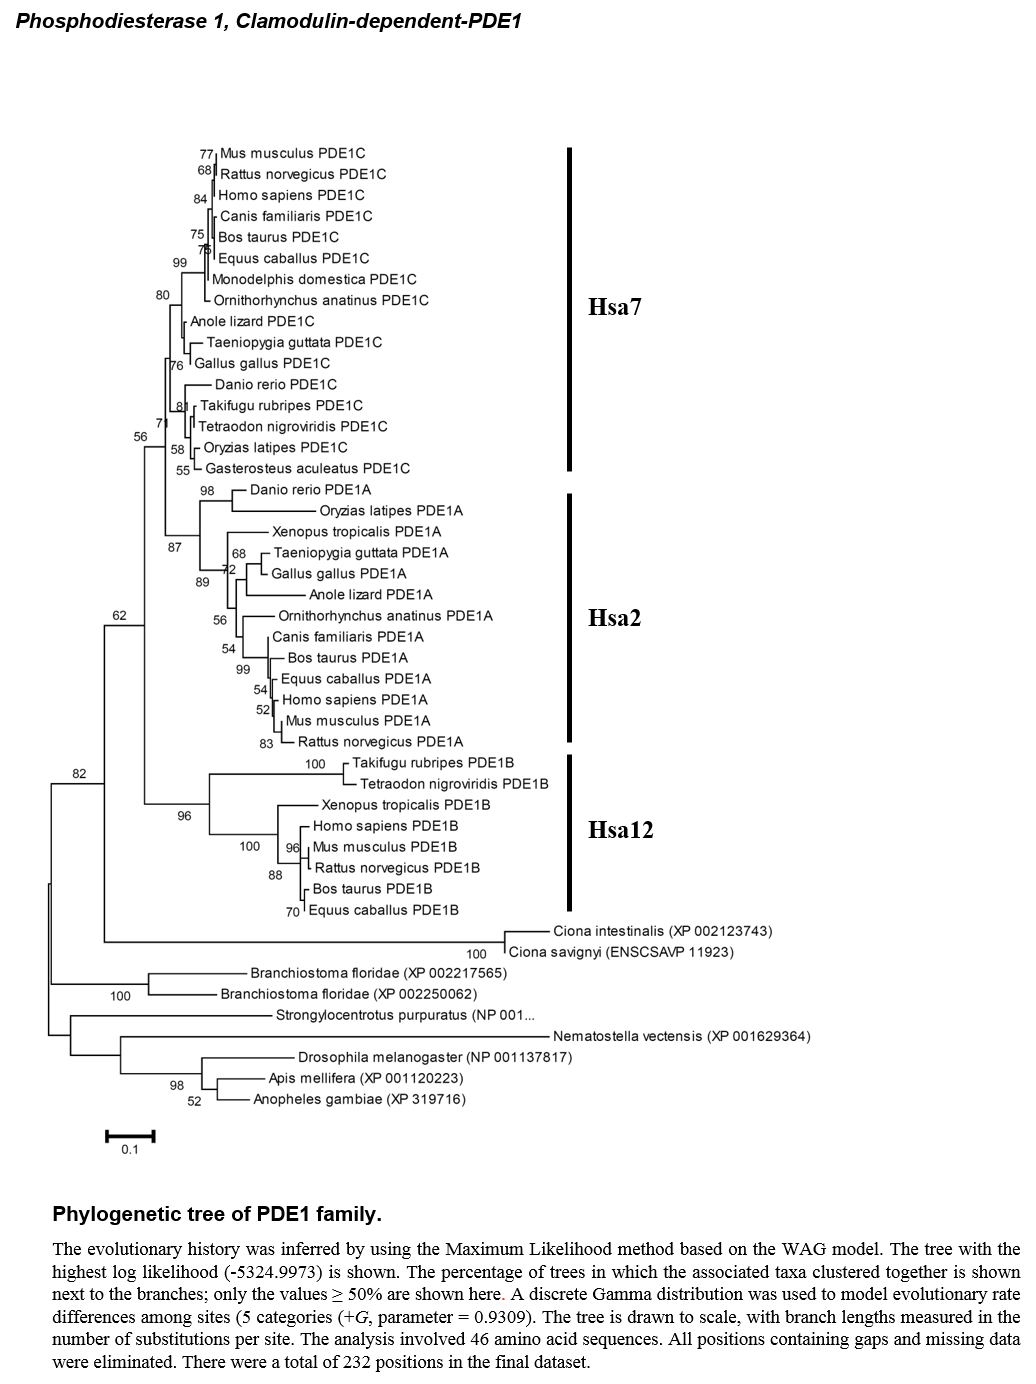 Phosphodiesterase 1, Clamodulin-dependent-PDE1
77 Mus musculus PDE1C
68 Rattus norvegicus PDE1C
Homo sapiens PDE1C
84
Canis familiaris PDE1C
75 Bos taurus PDE1C
75
Equus caballus PDE1C
99
Monodelphis domestica PDE1C
80 Ornithorhynchus anatinus PDE1C
Hsa7
Anole lizard PDE1C
Taeniopygia guttata PDE1C
76 Gallus gallus PDE1C
Danio rerio PDE1C
81 Takifugu rubripes PDE1C
71 Tetraodon nigroviridis PDE1C
56
58 Oryzias latipes PDE1C
55 Gasterosteus aculeatus PDE1C
98 Danio rerio PDE1A
Oryzias latipes PDE1A
Xenopus tropicalis PDE1A
87
68 Taeniopygia guttata PDE1A
72 Gallus gallus PDE1A
89
Anole lizard PDE1A
62 56 Ornithorhynchus anatinus PDE1A
Hsa2
Canis familiaris PDE1A
54
Bos taurus PDE1A
99
Equus caballus PDE1A
54
Homo sapiens PDE1A
52
Mus musculus PDE1A
83 Rattus norvegicus PDE1A
100 Takifugu rubripes PDE1B
82
Tetraodon nigroviridis PDE1B
Xenopus tropicalis PDE1B
96
Homo sapiens PDE1B
Hsa12
100 96 Mus musculus PDE1B
Rattus norvegicus PDE1B
88
Bos taurus PDE1B
70 Equus caballus PDE1B
Ciona intestinalis (XP 002123743)
100 Ciona savignyi (ENSCSAVP 11923)
Branchiostoma floridae (XP 002217565)
100 Branchiostoma floridae (XP 002250062)
Strongylocentrotus purpuratus (NP 001...
Nematostella vectensis (XP 001629364)
Drosophila melanogaster (NP 001137817)
98 Apis mellifera (XP 001120223)
52 Anopheles gambiae (XP 319716)
0.1
Phylogenetic tree of PDE1 family.
The evolutionary history was inferred by using the Maximum Likelihood method based on the WAG model. The tree with the
highest log likelihood (-5324.9973) is shown. The percentage of trees in which the associated taxa clustered together is shown
next to the branches; only the values ≥ 50% are shown here. A discrete Gamma distribution was used to model evolutionary rate
differences among sites (5 categories (+G, parameter = 0.9309). The tree is drawn to scale, with branch lengths measured in the
number of substitutions per site. The analysis involved 46 amino acid sequences. All positions containing gaps and missing data
were eliminated. There were a total of 232 positions in the final dataset.